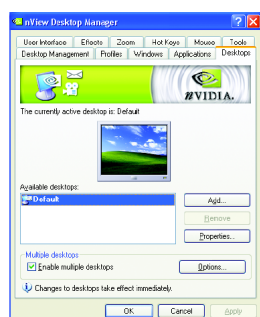 nView Desktop Manager
User Interface Effects Zoom Hot Keys Mouse Tools
Desktop Management Profiles Windows Applications Desktops
nVIDIA.
The currently active desktop is: Default
Available desktops:
Default
Add...
Remove
Properties...
Multiple desktops
Enable multiple desktops
Options...
Changes to desktops take effect immediately.
OK Cancel Apply